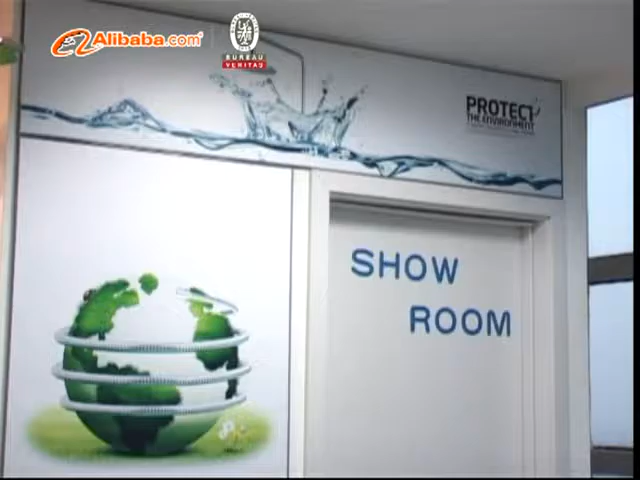 Alibaba.com®
BUREAU
VERITAS
PROTECT
THE ENVIRONMENT
SHOW
ROOM